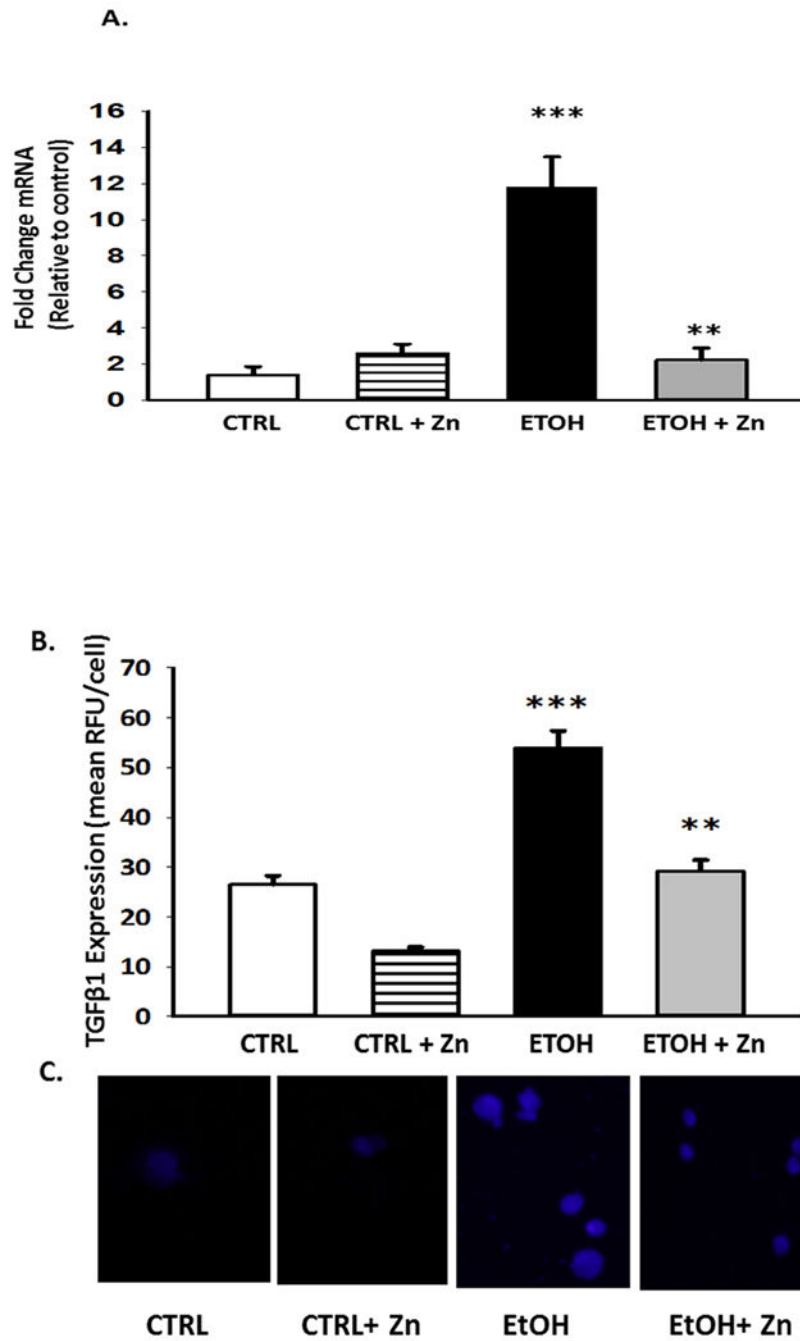 A.
Fold Change mRNA
(Relative to control)
16
14
12
10
8
6
4
2
0
***
**
CTRL
CTRL + Zn
ETOH
ETOH + Zn
B.
TGFβ1 Expression (mean RFU/cell)
70
60
50
40
30
20
10
0
***
**
CTRL
CTRL + Zn
ETOH
ETOH + Zn
C.
CTRL
CTRL+ Zn
EtOH
EtOH+ Zn